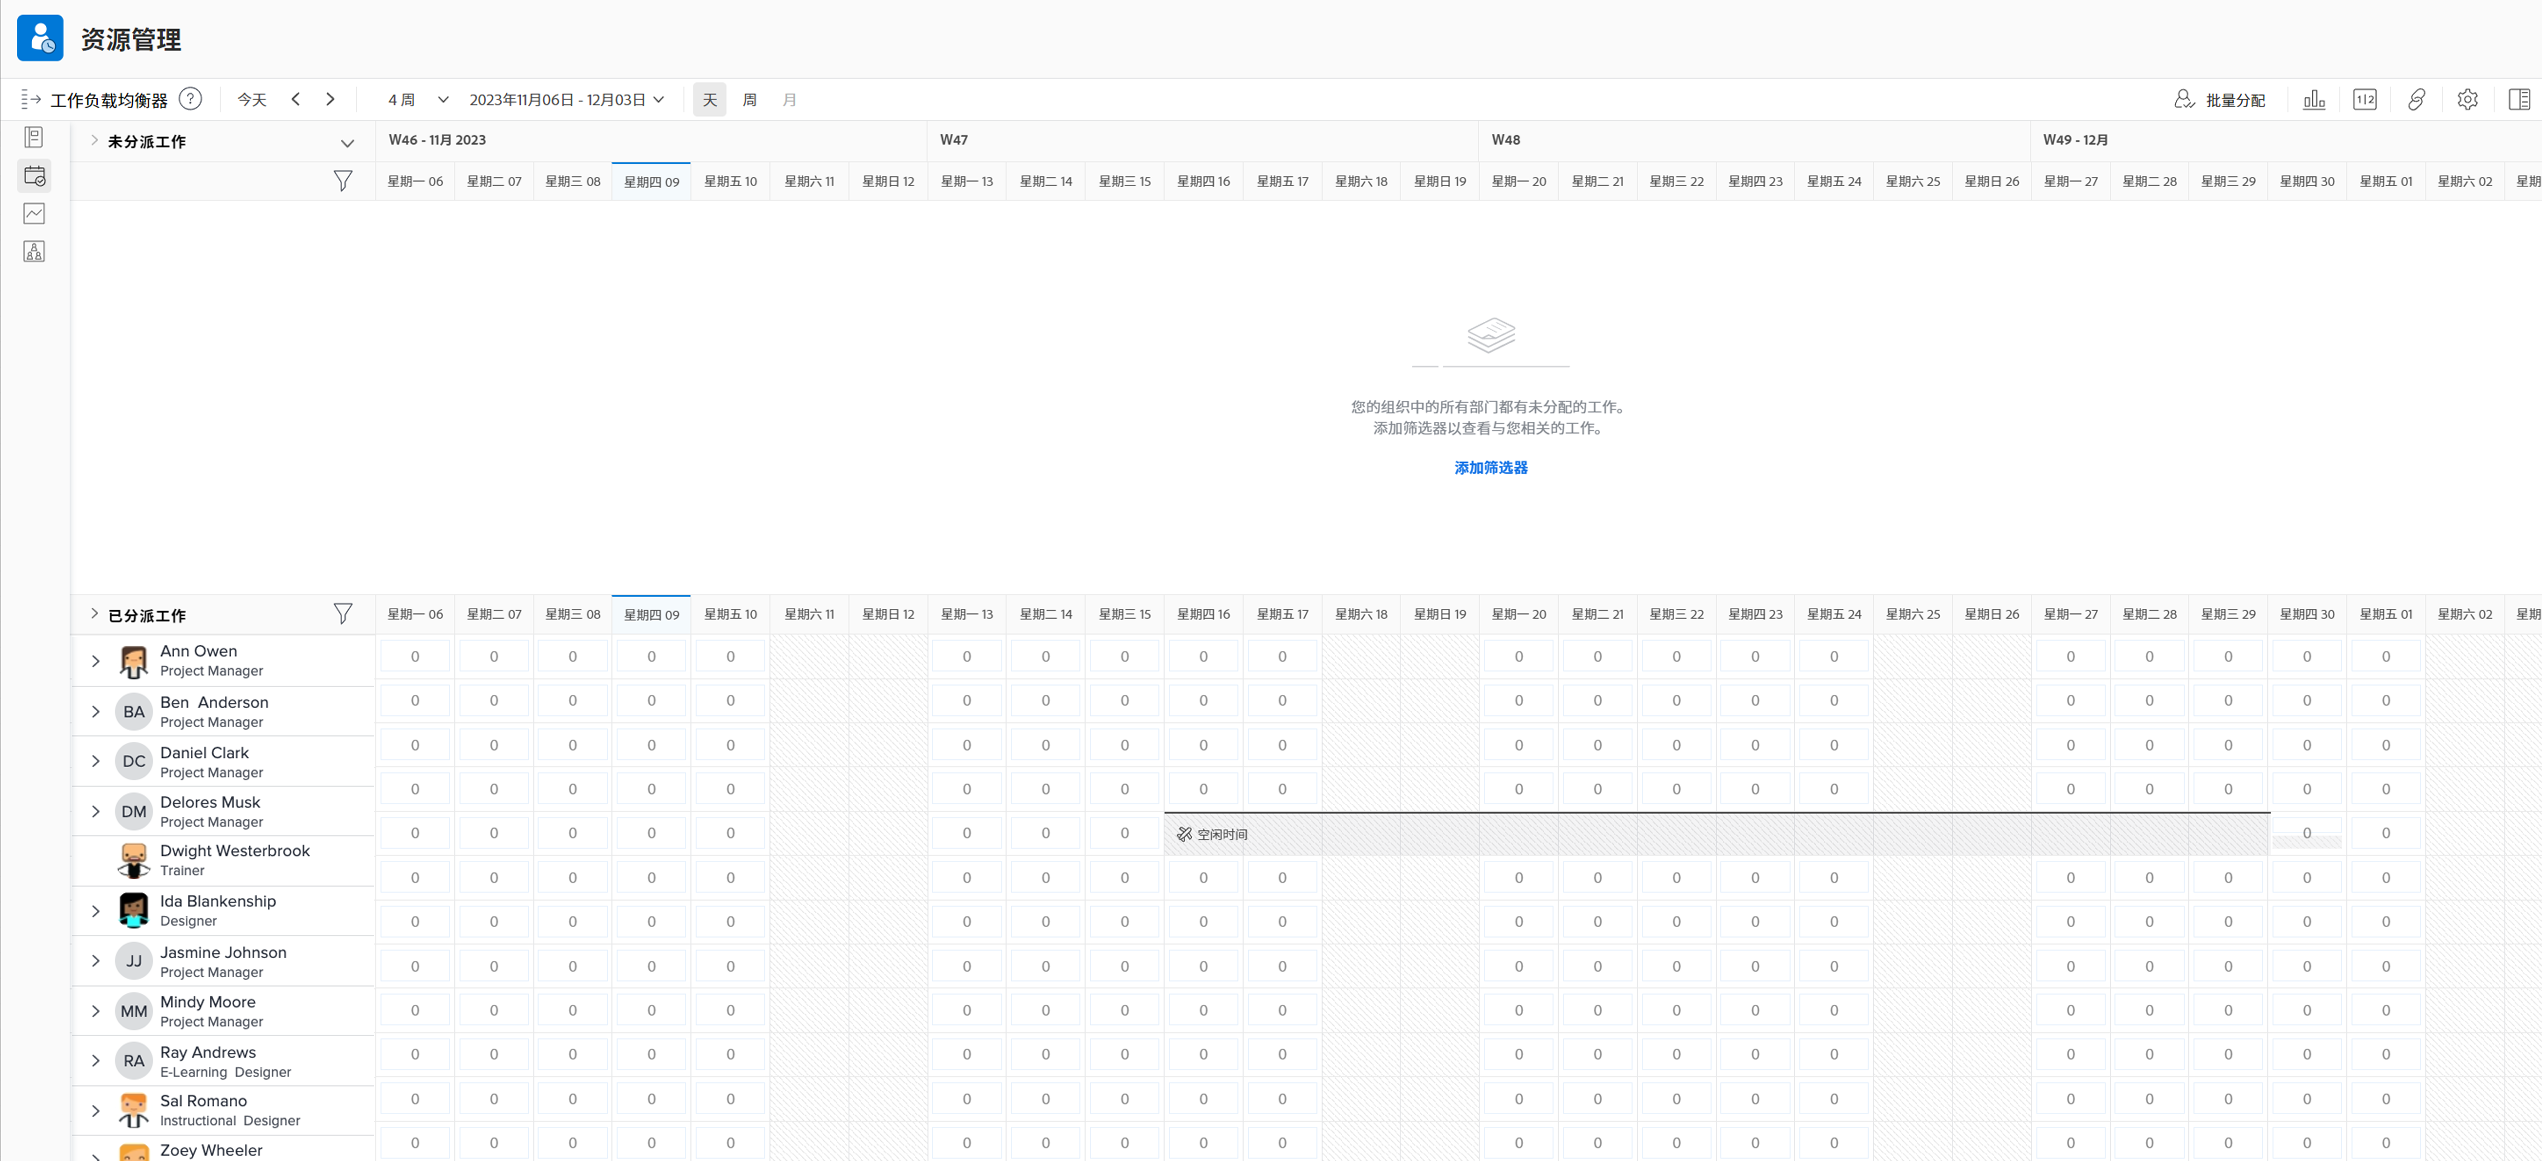 资源管理
工作负载均衡器 ? 今天 4 周 2023年11月06日 - 12月03日 天 周 月 批量分配
未分派工作 W46 - 11月 2023 W47 W48 W49 - 12月
星期一 06 星期二 07 星期三 08 星期四 09 星期五 10 星期六 11 星期日 12 星期一 13 星期二 14 星期三 15 星期四 16 星期五 17 星期六 18 星期日 19 星期一 20 星期二 21 星期三 22 星期四 23 星期五 24 星期六 25 星期日 26 星期一 27 星期二 28 星期三 29 星期四 30 星期五 01 星期六 02 星期
您的组织中的所有部门都有未分配的工作。
添加筛选器以查看与您相关的工作。
添加筛选器
已分派工作 星期一 06 星期二 07 星期三 08 星期四 09 星期五 10 星期六 11 星期日 12 星期一 13 星期二 14 星期三 15 星期四 16 星期五 17 星期六 18 星期日 19 星期一 20 星期二 21 星期三 22 星期四 23 星期五 24 星期六 25 星期日 26 星期一 27 星期二 28 星期三 29 星期四 30 星期五 01 星期六 02 星期
Ann Owen
Project Manager
0 0 0 0 0 0 0 0 0 0 0 0 0 0 0 0 0 0 0 0
BA Ben Anderson
Project Manager
0 0 0 0 0 0 0 0 0 0 0 0 0 0 0 0 0 0 0 0
DC Daniel Clark
Project Manager
0 0 0 0 0 0 0 0 0 0 0 0 0 0 0 0 0 0 0 0
DM Delores Musk
Project Manager
0 0 0 0 0 0 0 0 0 0 0 0 0 0 0 0 0 0 0 0
Dwight Westerbrook
Trainer
0 0 0 0 0 0 0 0 空闲时间 0 0
Ida Blankenship
Designer
0 0 0 0 0 0 0 0 0 0 0 0 0 0 0 0 0 0 0 0
JJ Jasmine Johnson
Project Manager
0 0 0 0 0 0 0 0 0 0 0 0 0 0 0 0 0 0 0 0
MM Mindy Moore
Project Manager
0 0 0 0 0 0 0 0 0 0 0 0 0 0 0 0 0 0 0 0
RA Ray Andrews
E-Learning Designer
0 0 0 0 0 0 0 0 0 0 0 0 0 0 0 0 0 0 0 0
Sal Romano
Instructional Designer
0 0 0 0 0 0 0 0 0 0 0 0 0 0 0 0 0 0 0 0
Zoey Wheeler
0 0 0 0 0 0 0 0 0 0 0 0 0 0 0 0 0 0 0 0
0 0 0 0 0 0 0 0 0 0 0 0 0 0 0 0 0 0 0 0